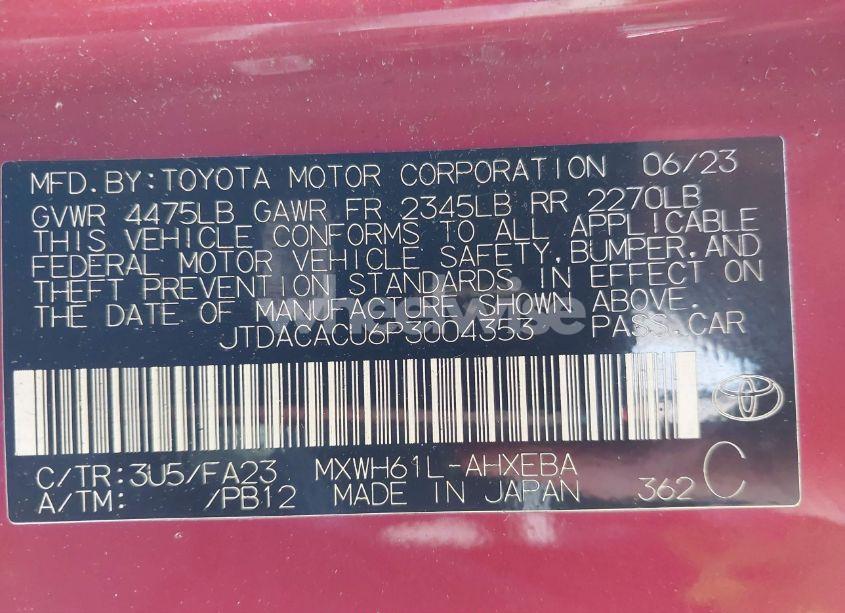 MFD.BY:TOYOTA MOTOR CORPORATION 06/23
GVWR 4475LB GAWR FR 2345LB RR 2270LB
THIS VEHICLE CONFORMS TO ALL APPLICABLE
FEDERAL MOTOR VEHICLE SAFETY,BUMPER,AND
THEFT PREVENTION STANDARDS IN EFFECT ON
THE DATE OF MANUFACTURE SHOWN ABOVE.
JTDACACU6P3004353 PASS.CAR
C/TR:3U5/FA23 MXWH61L-AHXEBA
A/TM: /PB12 MADE IN JAPAN 362 C